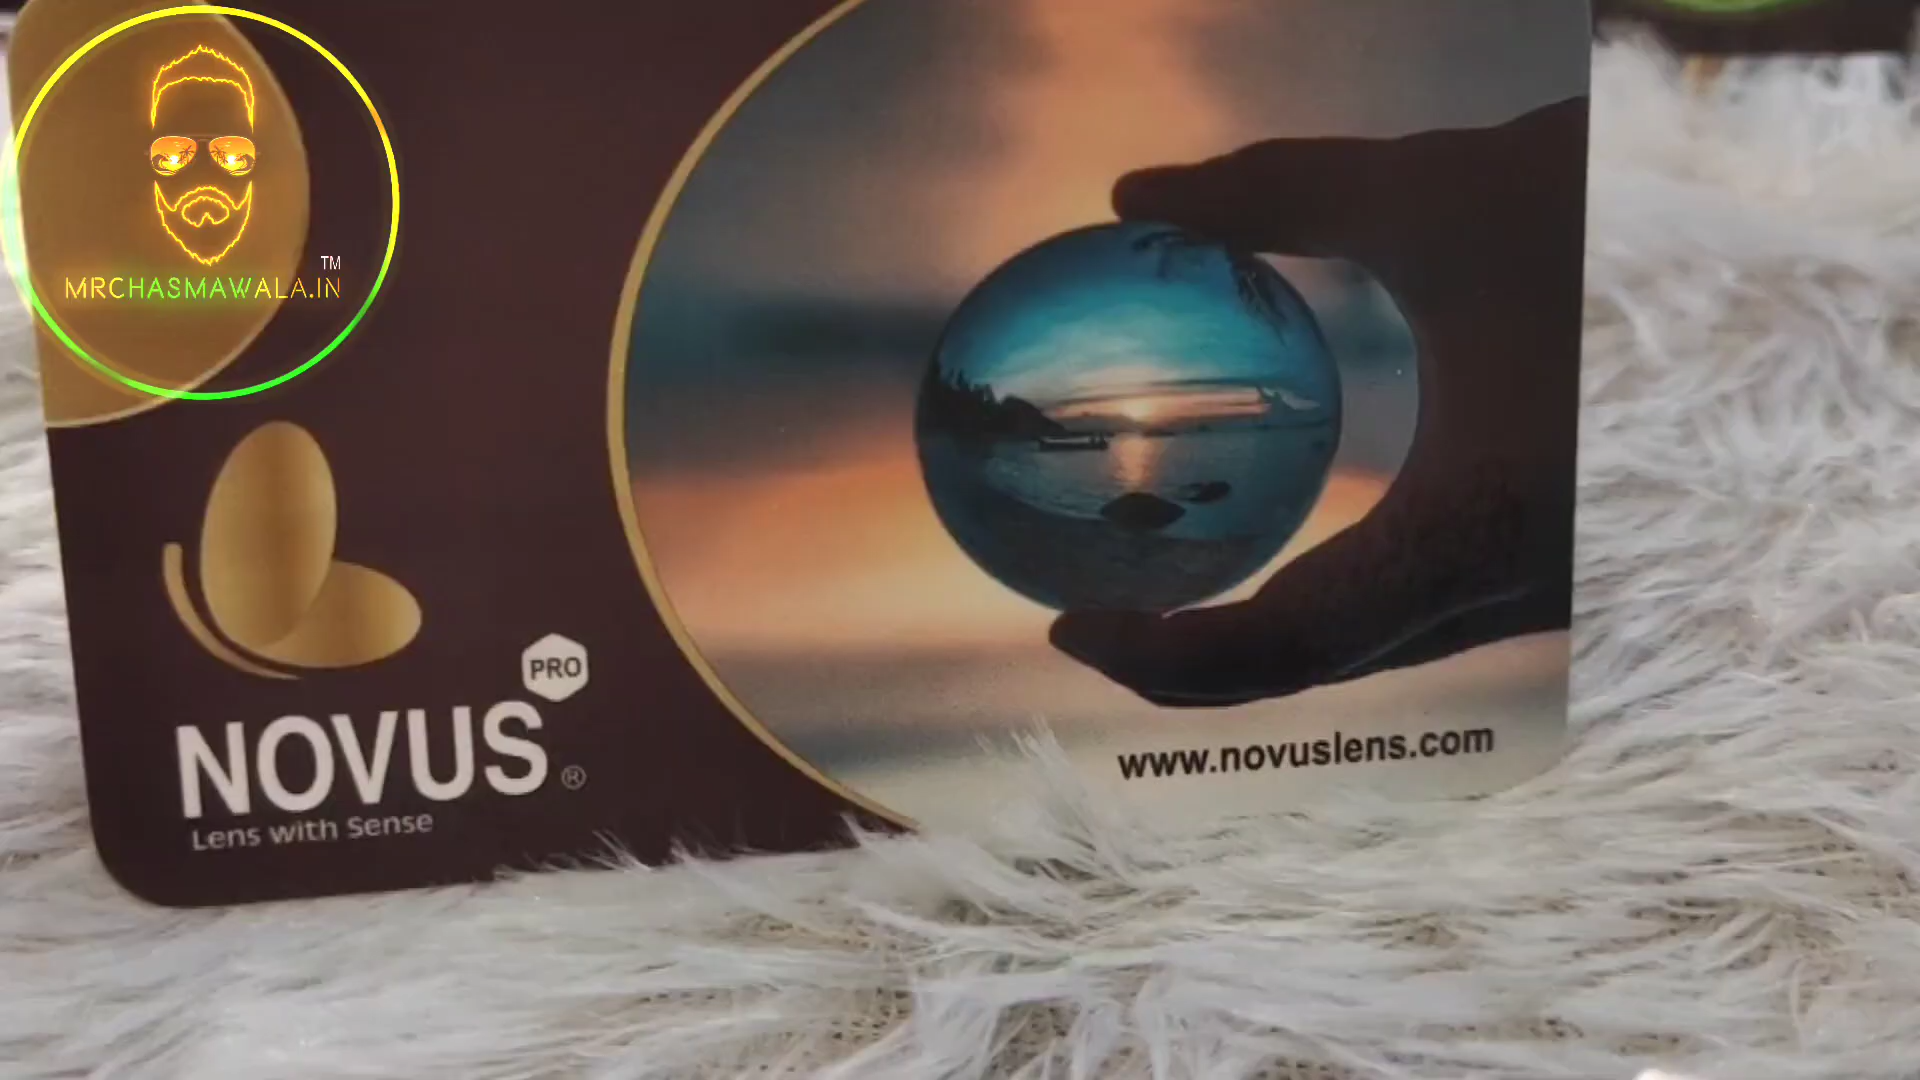 TM
MRCHASMAWALA.IN
PRO
NOVUS®
Lens with Sense
www.novuslens.com